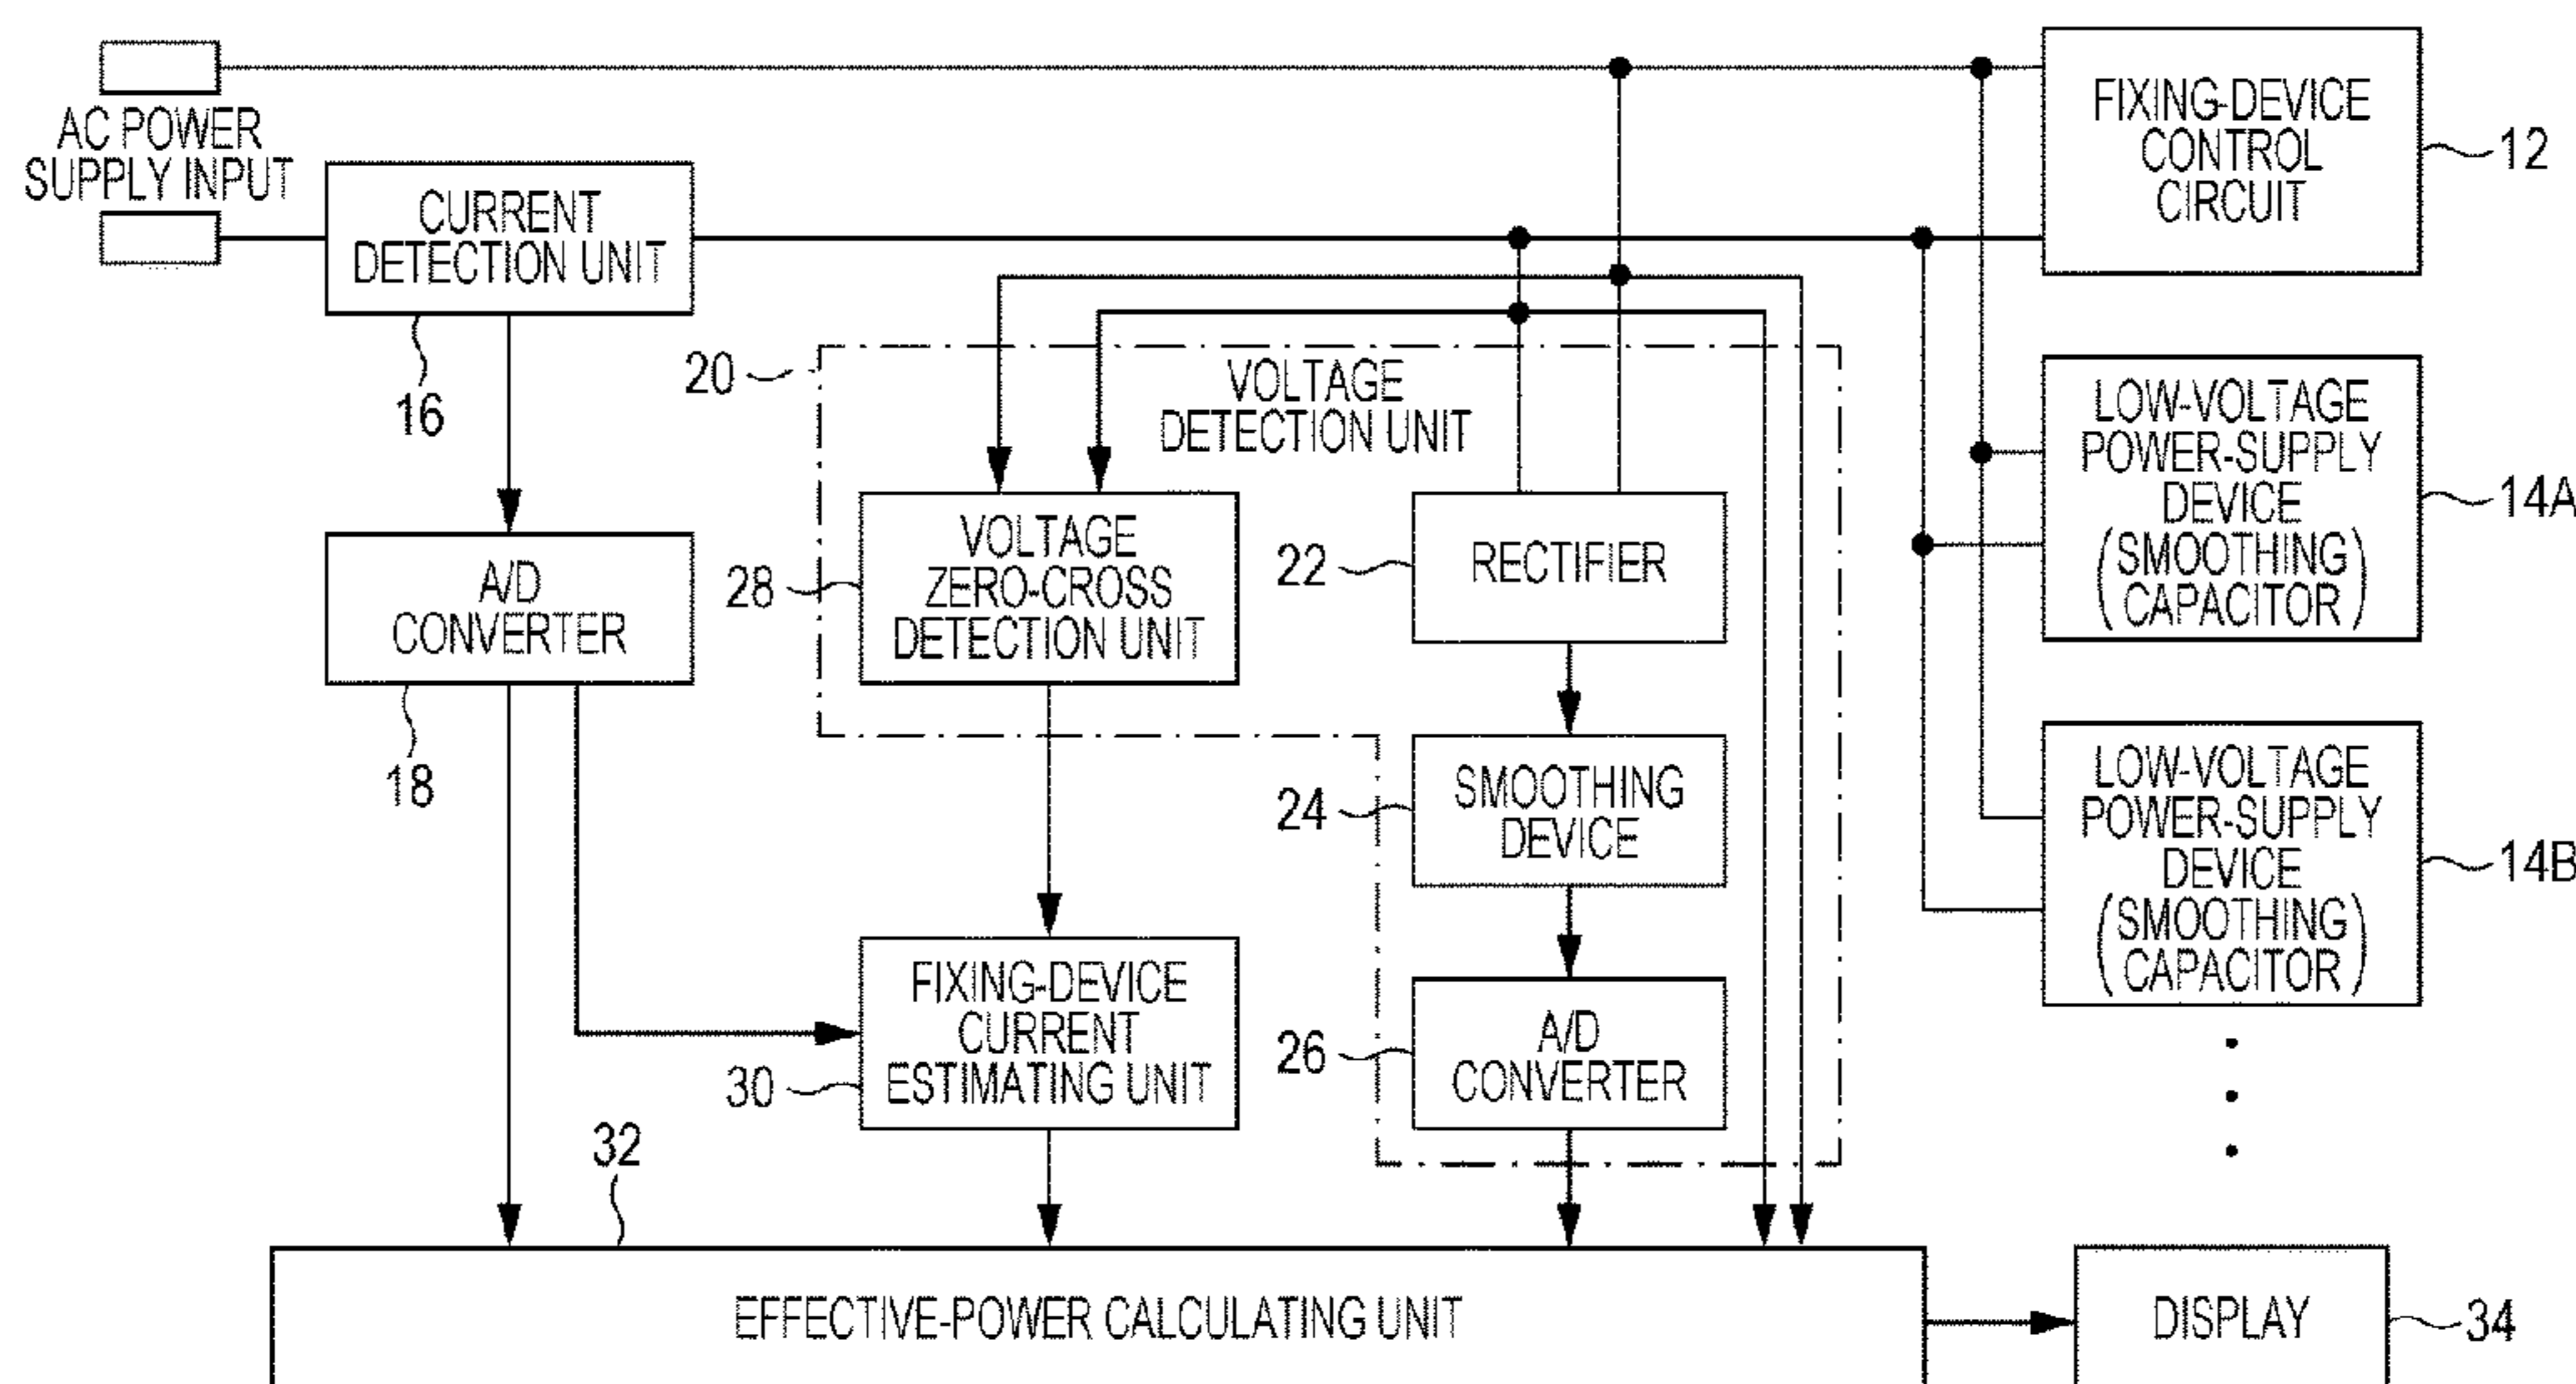 AC POWER
SUPPLY INPUT
CURRENT
DETECTION UNIT
16
A/D
CONVERTER
18
20
VOLTAGE
DETECTION UNIT
VOLTAGE
ZERO-CROSS
DETECTION UNIT
28
22
RECTIFIER
24
SMOOTHING
DEVICE
26
A/D
CONVERTER
FIXING-DEVICE
CURRENT
ESTIMATING UNIT
30
FIXING-DEVICE
CONTROL
CIRCUIT
12
LOW-VOLTAGE
POWER-SUPPLY
DEVICE
(SMOOTHING
CAPACITOR)
14A
LOW-VOLTAGE
POWER-SUPPLY
DEVICE
(SMOOTHING
CAPACITOR)
14B
32
EFFECTIVE-POWER CALCULATING UNIT
DISPLAY
34